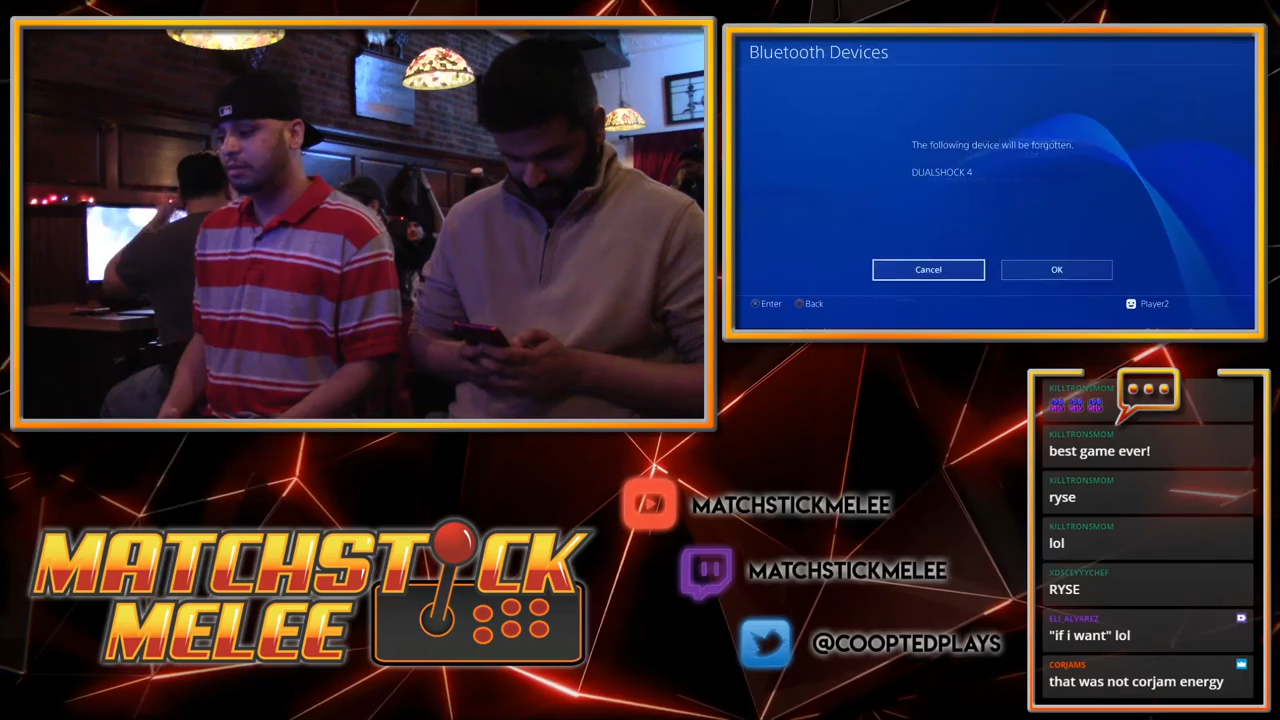 Bluetooth Devices
The following device will be forgotten.
DUALSHOCK 4
Cancel
OK
Enter
Back
Player2
KILLTRONSMOM
KILLTRONSMOM
best game ever!
KILLTRONSMOM
ryse
KILLTRONSMOM
lol
XDSCEYYYCHEF
RYSE
ELI_ALVAREZ
"if i want" lol
CORJAMS
that was not corjam energy
MATCHSTICKMELEE
MATCHSTICKMELEE
@COOPTEDPLAYS
MATCHSTICK
MELEE